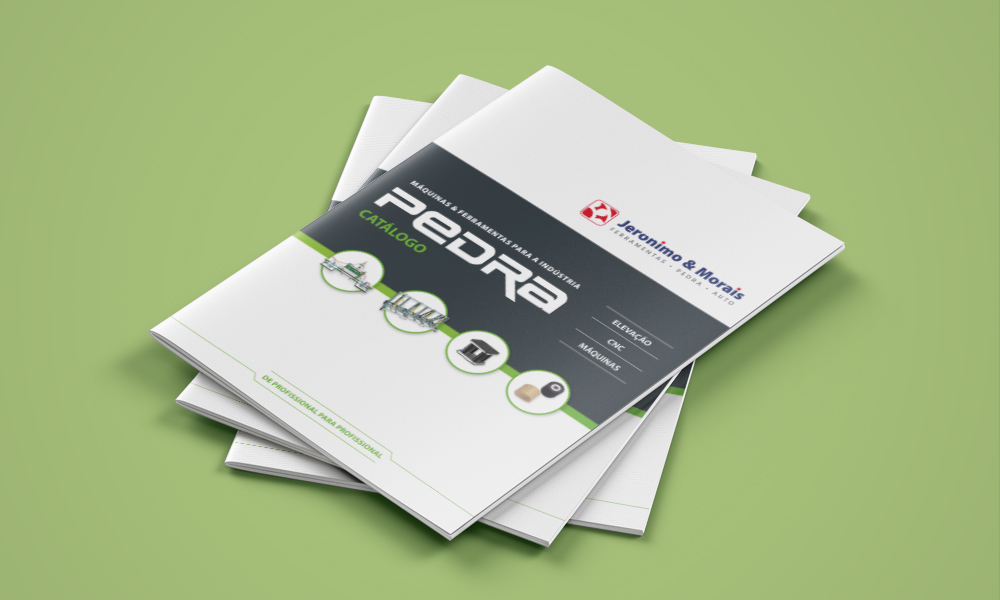 Jeronimo & Morais
FERRAMENTAS • PEDRA • AUTO
MÁQUINAS & FERRAMENTAS PARA A INDÚSTRIA
PEDRA
CATÁLOGO
ELEVAÇÃO
CNC
MÁQUINAS
DE PROFISSIONAL PARA PROFISSIONAL